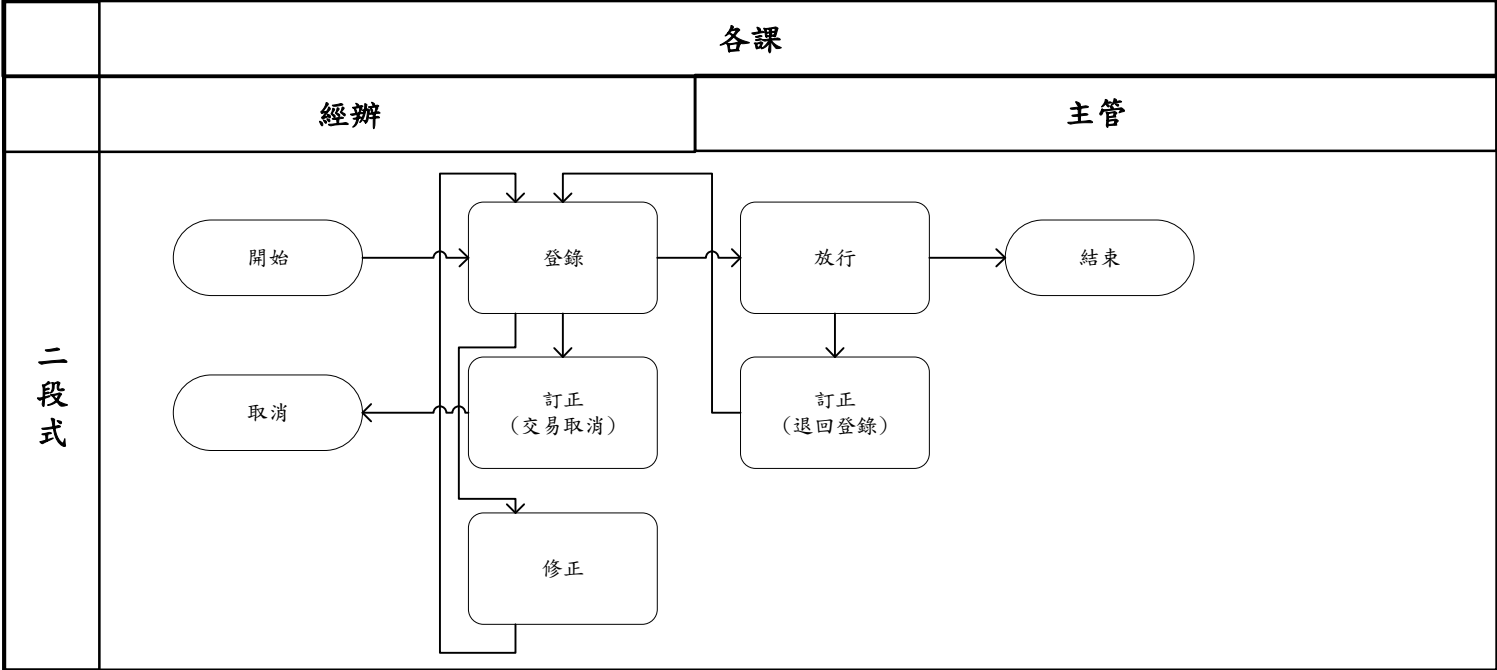 各課
經辦
主管
二
段
式
開始
登錄
放行
結束
取消
訂正
（交易取消）
訂正
（退回登錄）
修正